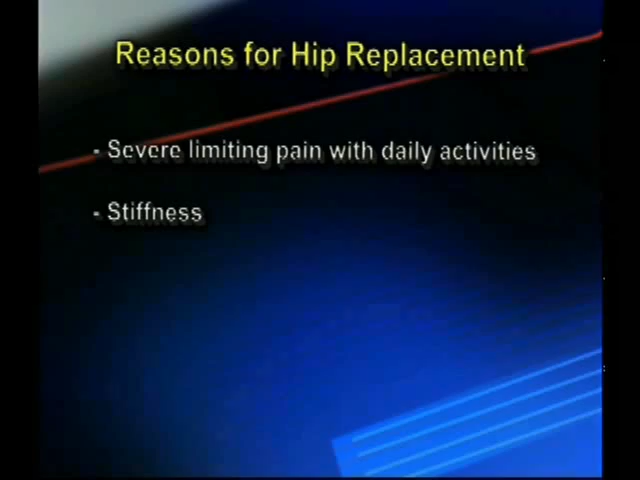 Reasons for Hip Replacement
- Severe limiting pain with daily activities
- Stiffness